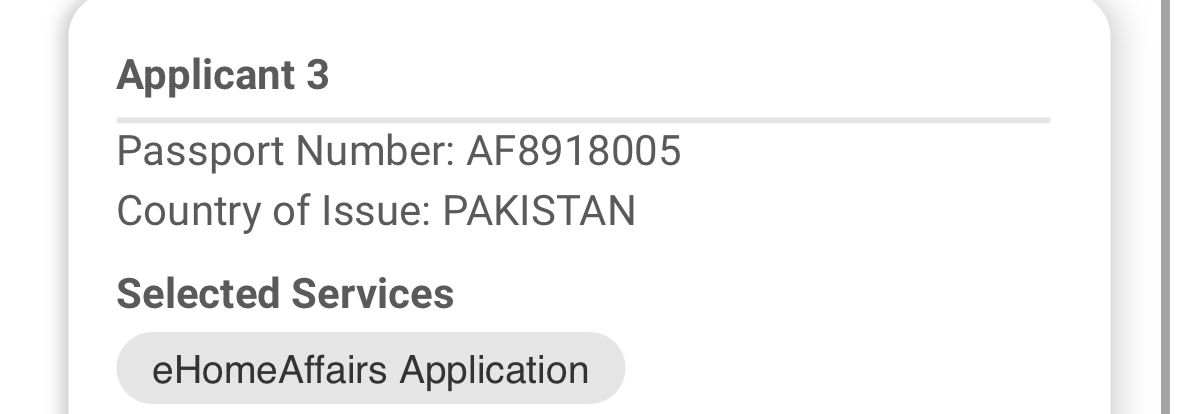 Applicant 3
Passport Number: AF8918005
Country of Issue: PAKISTAN
Selected Services
eHomeAffairs Application